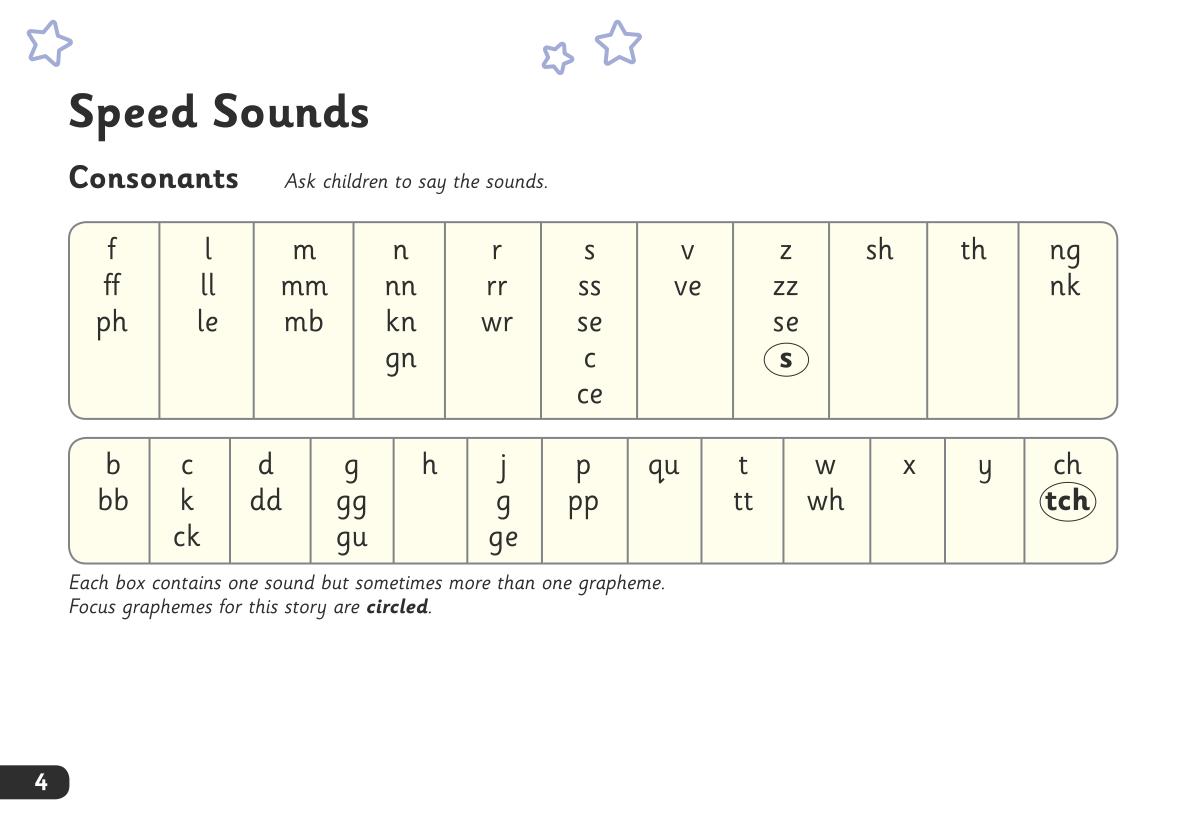 Speed Sounds
Consonants Ask children to say the sounds.
f l m n r s v z sh th ng
ff ll mm nn rr ss ve zz nk
ph le mb kn wr se se
gn c s
ce
b c d g h j p qu t w x y ch
bb k dd gg g pp tt wh tch
ck gu ge
Each box contains one sound but sometimes more than one grapheme.
Focus graphemes for this story are circled.
4